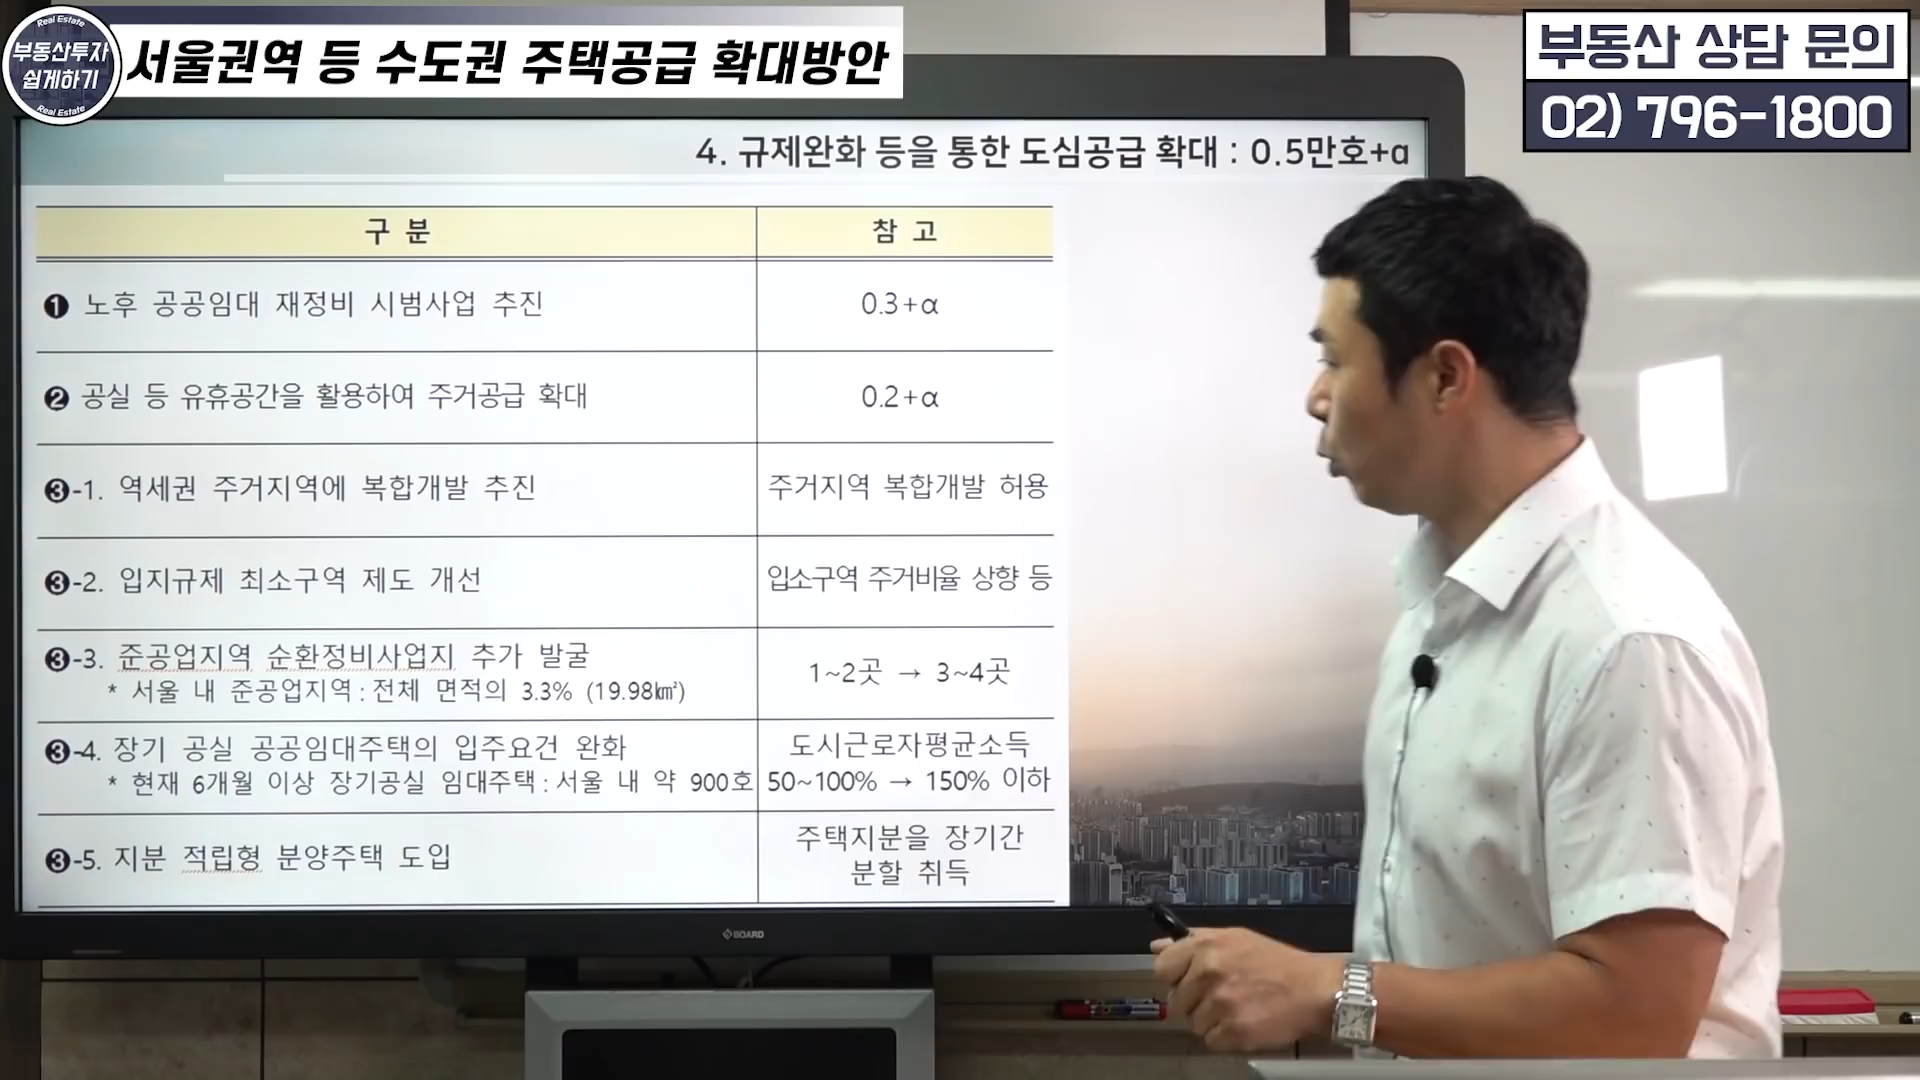 Real Estate
부동산투자
쉽게하기
Real Estate
서울권역 등 수도권 주택공급 확대방안
부동산 상담 문의
02) 796-1800
4. 규제완화 등을 통한 도심공급 확대 : 0.5만호+α
구 분
참 고
❶ 노후 공공임대 재정비 시범사업 추진
0.3+α
❷ 공실 등 유휴공간을 활용하여 주거공급 확대
0.2+α
❸-1. 역세권 주거지역에 복합개발 추진
주거지역 복합개발 허용
❸-2. 입지규제 최소구역 제도 개선
입소구역 주거비율 상향 등
❸-3. 준공업지역 순환정비사업지 추가 발굴
* 서울 내 준공업지역 : 전체 면적의 3.3% (19.98㎢)
1~2곳 → 3~4곳
❸-4. 장기 공실 공공임대주택의 입주요건 완화
* 현재 6개월 이상 장기공실 임대주택 : 서울 내 약 900호
도시근로자평균소득
50~100% → 150% 이하
❸-5. 지분 적립형 분양주택 도입
주택지분을 장기간
분할 취득
BOARD